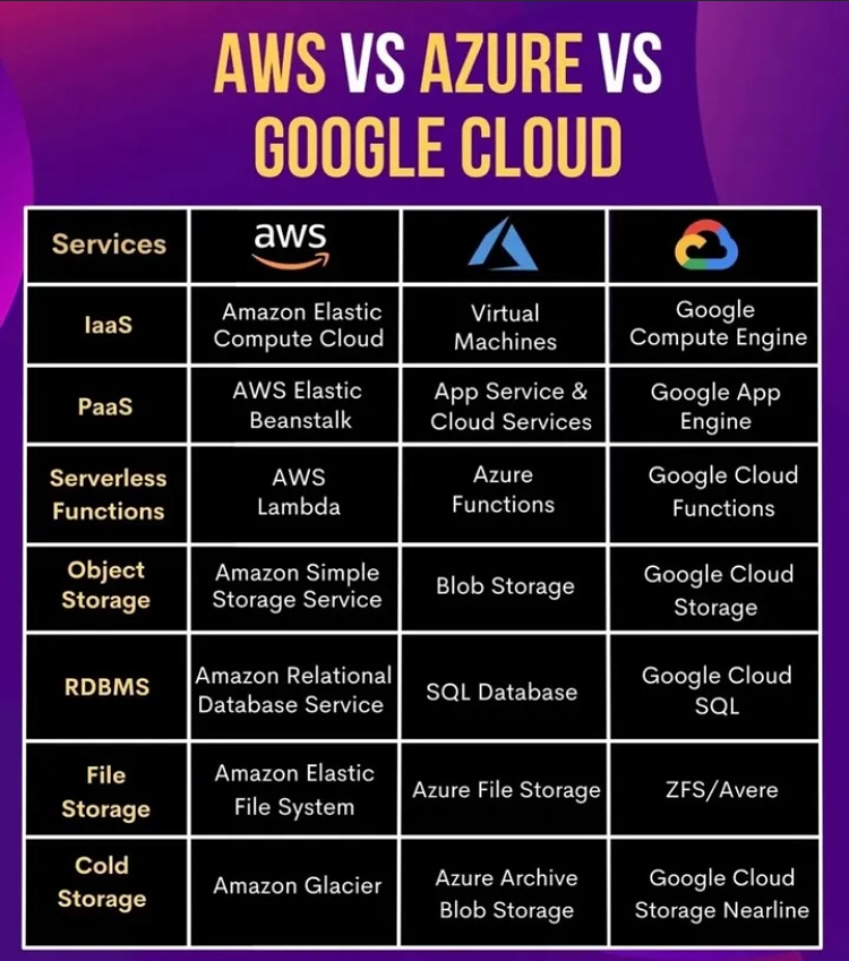 AWS VS AZURE VS
GOOGLE CLOUD
Services
aws
IaaS
Amazon Elastic
Compute Cloud
Virtual
Machines
Google
Compute Engine
PaaS
AWS Elastic
Beanstalk
App Service &
Cloud Services
Google App
Engine
Serverless
Functions
AWS
Lambda
Azure
Functions
Google Cloud
Functions
Object
Storage
Amazon Simple
Storage Service
Blob Storage
Google Cloud
Storage
RDBMS
Amazon Relational
Database Service
SQL Database
Google Cloud
SQL
File
Storage
Amazon Elastic
File System
Azure File Storage
ZFS/Avere
Cold
Storage
Amazon Glacier
Azure Archive
Blob Storage
Google Cloud
Storage Nearline